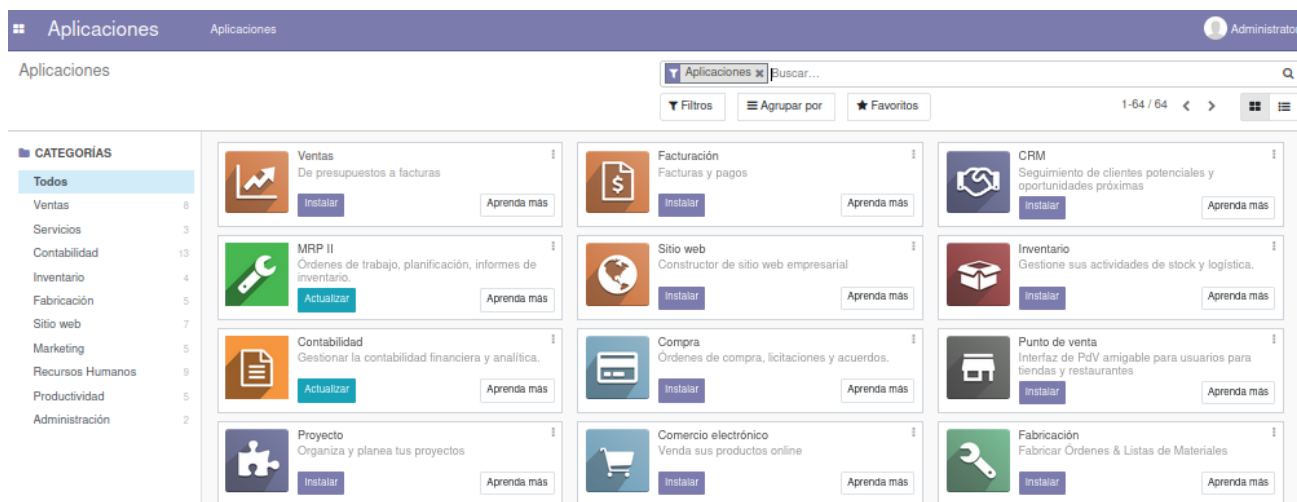 Aplicaciones Aplicaciones Administrator
Aplicaciones
Aplicaciones Buscar...
Filtros Agrupar por Favoritos 1-64 / 64
CATEGORÍAS
Todos
Ventas 8
Servicios 3
Contabilidad 13
Inventario 4
Fabricación 5
Sitio web 7
Marketing 5
Recursos Humanos 9
Productividad 5
Administración 2
Ventas
De presupuestos a facturas
Instalar Aprenda más
Facturación
Facturas y pagos
Instalar Aprenda más
CRM
Seguimiento de clientes potenciales y
oportunidades próximas
Instalar Aprenda más
MRP II
Órdenes de trabajo, planificación, informes de
inventario.
Actualizar Aprenda más
Sitio web
Constructor de sitio web empresarial
Instalar Aprenda más
Inventario
Gestione sus actividades de stock y logística.
Instalar Aprenda más
Contabilidad
Gestionar la contabilidad financiera y analítica.
Actualizar Aprenda más
Compra
Órdenes de compra, licitaciones y acuerdos.
Instalar Aprenda más
Punto de venta
Interfaz de PdV amigable para usuarios para
tiendas y restaurantes
Instalar Aprenda más
Proyecto
Organiza y planea tus proyectos
Instalar Aprenda más
Comercio electrónico
Venda sus productos online
Instalar Aprenda más
Fabricación
Fabricar Órdenes & Listas de Materiales
Instalar Aprenda más